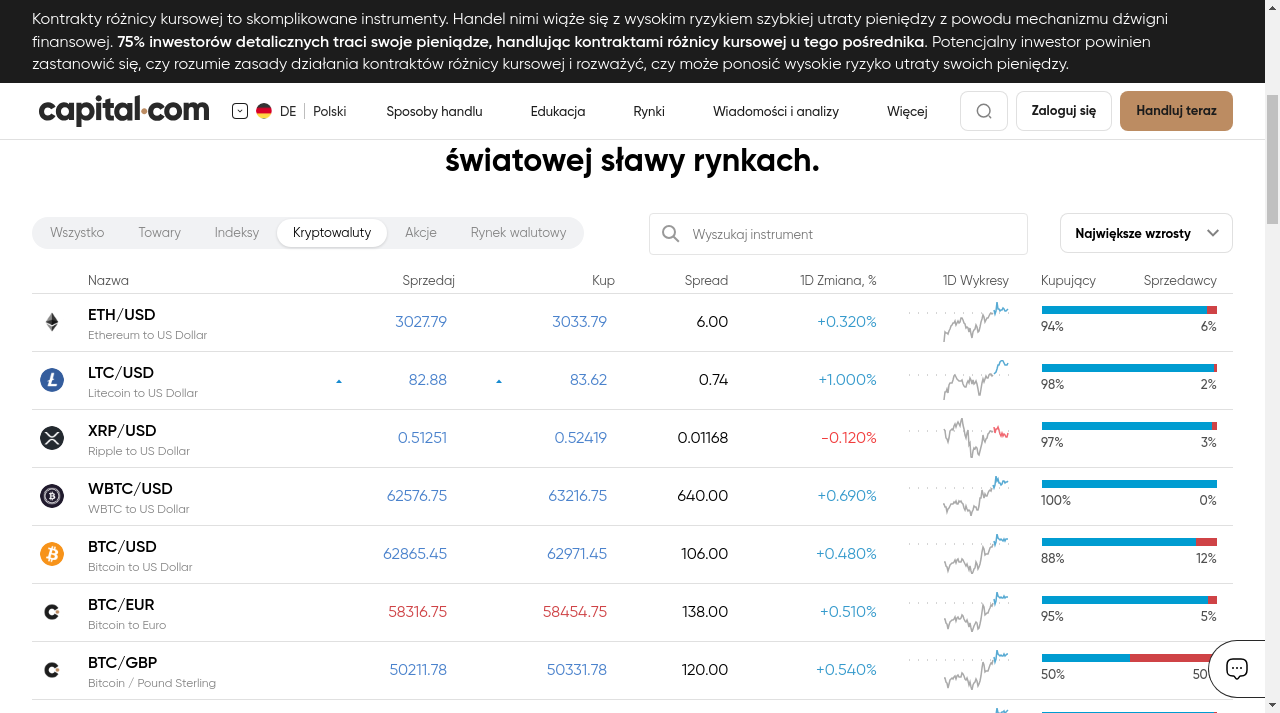 Kontrakty różnicy kursowej to skomplikowane instrumenty. Handel nimi wiąże się z wysokim ryzykiem szybkiej utraty pieniędzy z powodu mechanizmu dźwigni
finansowej. 75% inwestorów detalicznych traci swoje pieniądze, handlując kontraktami różnicy kursowej u tego pośrednika. Potencjalny inwestor powinien
zastanowić się, czy rozumie zasady działania kontraktów różnicy kursowej i rozważyć, czy może ponosić wysokie ryzyko utraty swoich pieniędzy.
capital.com DE Polski Sposoby handlu Edukacja Rynki Wiadomości i analizy Więcej Zaloguj się Handluj teraz
światowej sławy rynkach.
Wszystko Towary Indeksy Kryptowaluty Akcje Rynek walutowy Wyszukaj instrument Największe wzrosty
Nazwa Sprzedaj Kup Spread 1D Zmiana, % 1D Wykresy Kupujący Sprzedawcy
ETH/USD 3027.79 3033.79 6.00 +0.320% 94% 6%
Ethereum to US Dollar
LTC/USD 82.88 83.62 0.74 +1.000% 98% 2%
Litecoin to US Dollar
XRP/USD 0.51251 0.52419 0.01168 -0.120% 97% 3%
Ripple to US Dollar
WBTC/USD 62576.75 63216.75 640.00 +0.690% 100% 0%
WBTC to US Dollar
BTC/USD 62865.45 62971.45 106.00 +0.480% 88% 12%
Bitcoin to US Dollar
BTC/EUR 58316.75 58454.75 138.00 +0.510% 95% 5%
Bitcoin to Euro
BTC/GBP 50211.78 50331.78 120.00 +0.540% 50% 50
Bitcoin / Pound Sterling